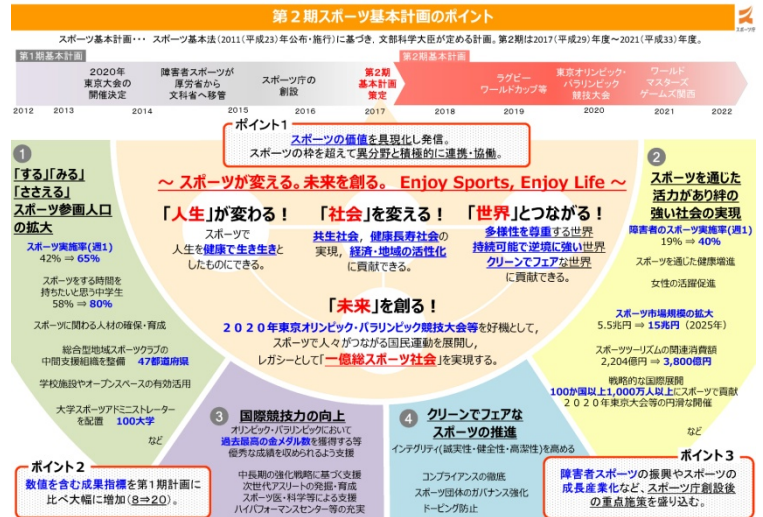 第２期スポーツ基本計画のポイント
スポーツ庁
スポーツ基本計画・・・ スポーツ基本法（2011（平成23）年公布・施行）に基づき，文部科学大臣が定める計画。第2期は2017（平成29）年度～2021（平成33）年度。
第1期基本計画
第2期基本計画
2020年
東京大会の
開催決定
障害者スポーツが
厚労省から
文科省へ移管
スポーツ庁の
創設
第2期
基本計画
策定
ラグビー
ワールドカップ等
東京オリンピック・
パラリンピック
競技大会
ワールド
マスターズ
ゲームズ関西
2012 2013 2014 2015 2016 2017 2018 2019 2020 2021 2022
ポイント1
スポーツの価値を具現化し発信。
スポーツの枠を超えて異分野と積極的に連携・協働。
～ スポーツが変える。未来を創る。 Enjoy Sports, Enjoy Life ～
「人生」が変わる！
スポーツで
人生を健康で生き生きと
したものにできる。
「社会」を変える！
共生社会，健康長寿社会の
実現，経済・地域の活性化
に貢献できる。
「世界」とつながる！
多様性を尊重する世界
持続可能で逆境に強い世界
クリーンでフェアな世界
に貢献できる。
「未来」を創る！
２０２０年東京オリンピック・パラリンピック競技大会等を好機として，
スポーツで人々がつながる国民運動を展開し，
レガシーとして「一億総スポーツ社会」を実現する。
1
「する」「みる」
「ささえる」
スポーツ参画人口
の拡大
スポーツ実施率(週1)
42% ⇒ 65%
スポーツをする時間を
持ちたいと思う中学生
58% ⇒ 80%
スポーツに関わる人材の確保・育成
総合型地域スポーツクラブの
中間支援組織を整備 47都道府県
学校施設やオープンスペースの有効活用
大学スポーツアドミニストレーター
を配置 100大学
など
2
スポーツを通じた
活力があり絆の
強い社会の実現
障害者のスポーツ実施率(週1)
19% ⇒ 40%
スポーツを通じた健康増進
女性の活躍促進
スポーツ市場規模の拡大
5.5兆円 ⇒ 15兆円（2025年）
スポーツツーリズムの関連消費額
2,204億円 ⇒ 3,800億円
戦略的な国際展開
100か国以上1,000万人以上にスポーツで貢献
２０２０年東京大会等の円滑な開催
など
3
国際競技力の向上
オリンピック・パラリンピックにおいて
過去最高の金メダル数を獲得する等
優秀な成績を収められるよう支援
中長期の強化戦略に基づく支援
次世代アスリートの発掘・育成
スポーツ医・科学等による支援
ハイパフォーマンスセンター等の充実
4
クリーンでフェアな
スポーツの推進
インテグリティ(誠実性・健全性・高潔性)を高める
コンプライアンスの徹底
スポーツ団体のガバナンス強化
ドーピング防止
ポイント2
数値を含む成果指標を第1期計画に
比べ大幅に増加（8⇒20）。
ポイント3
障害者スポーツの振興やスポーツの
成長産業化など、スポーツ庁創設後
の重点施策を盛り込む。